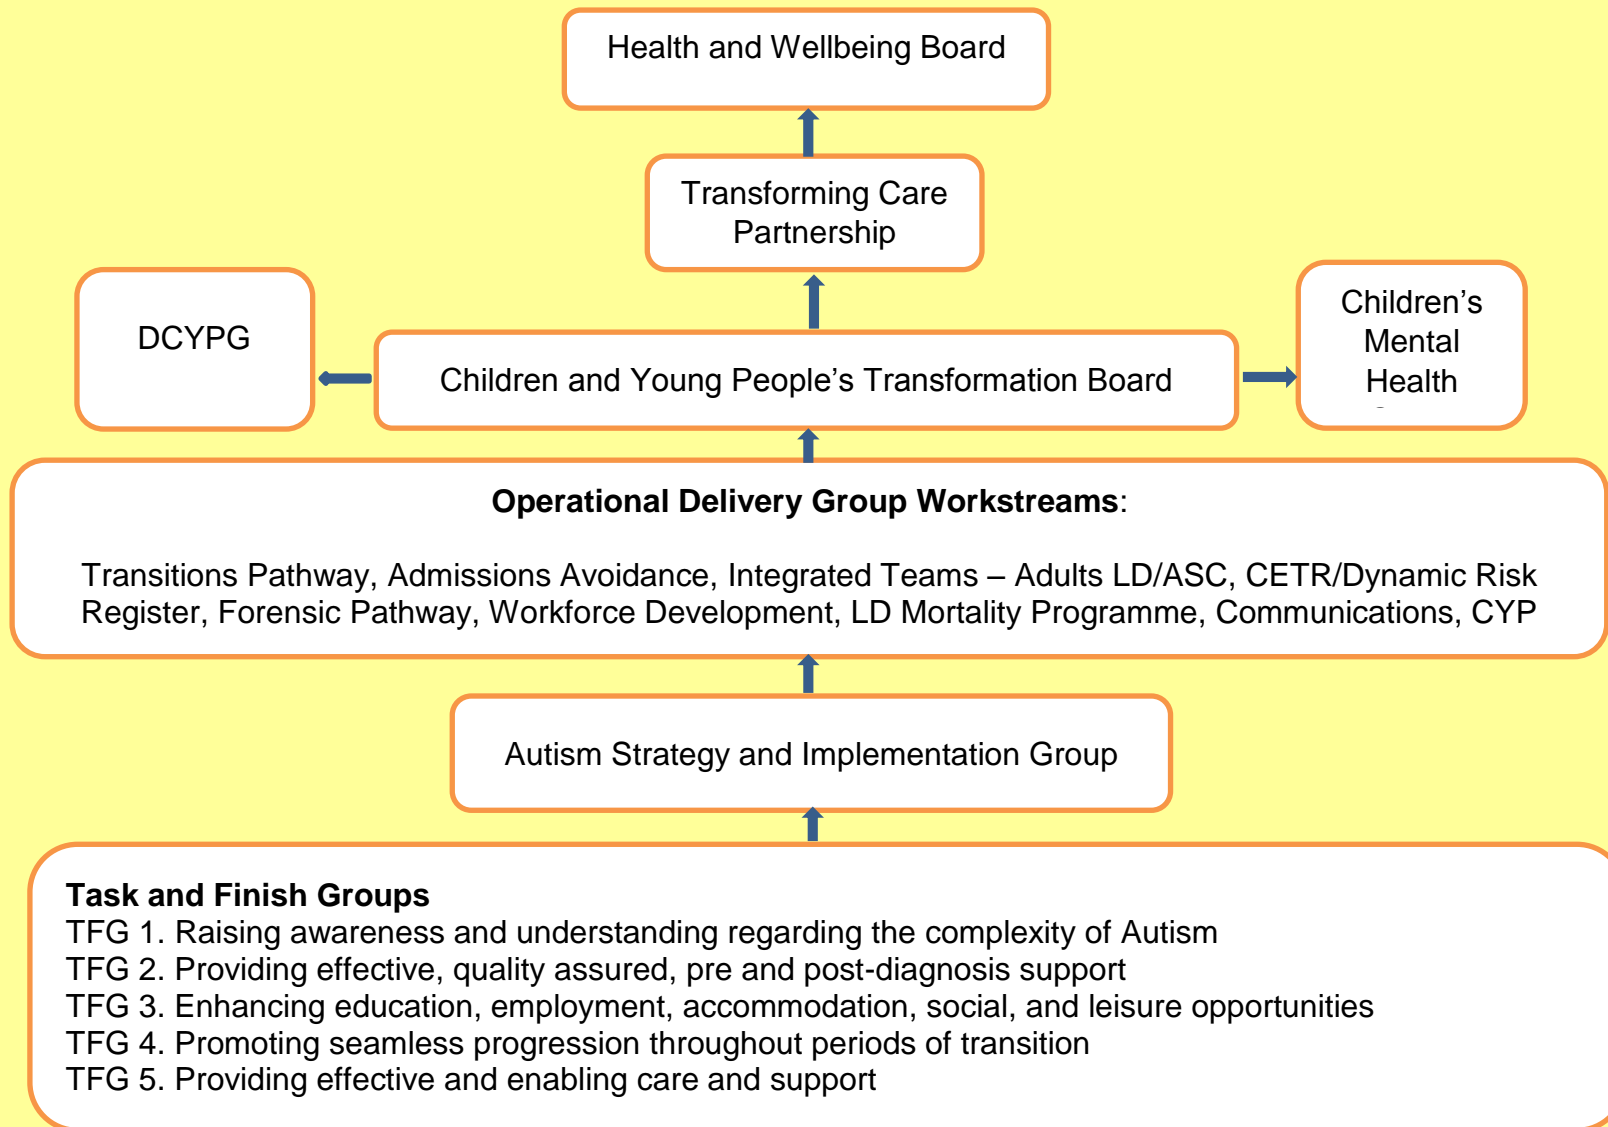 Health and Wellbeing Board
Transforming Care
Partnership
DCYPG
Children and Young People’s Transformation Board
Children’s
Mental
Health
Operational Delivery Group Workstreams:
Transitions Pathway, Admissions Avoidance, Integrated Teams – Adults LD/ASC, CETR/Dynamic Risk
Register, Forensic Pathway, Workforce Development, LD Mortality Programme, Communications, CYP
Autism Strategy and Implementation Group
Task and Finish Groups
TFG 1. Raising awareness and understanding regarding the complexity of Autism
TFG 2. Providing effective, quality assured, pre and post-diagnosis support
TFG 3. Enhancing education, employment, accommodation, social, and leisure opportunities
TFG 4. Promoting seamless progression throughout periods of transition
TFG 5. Providing effective and enabling care and support